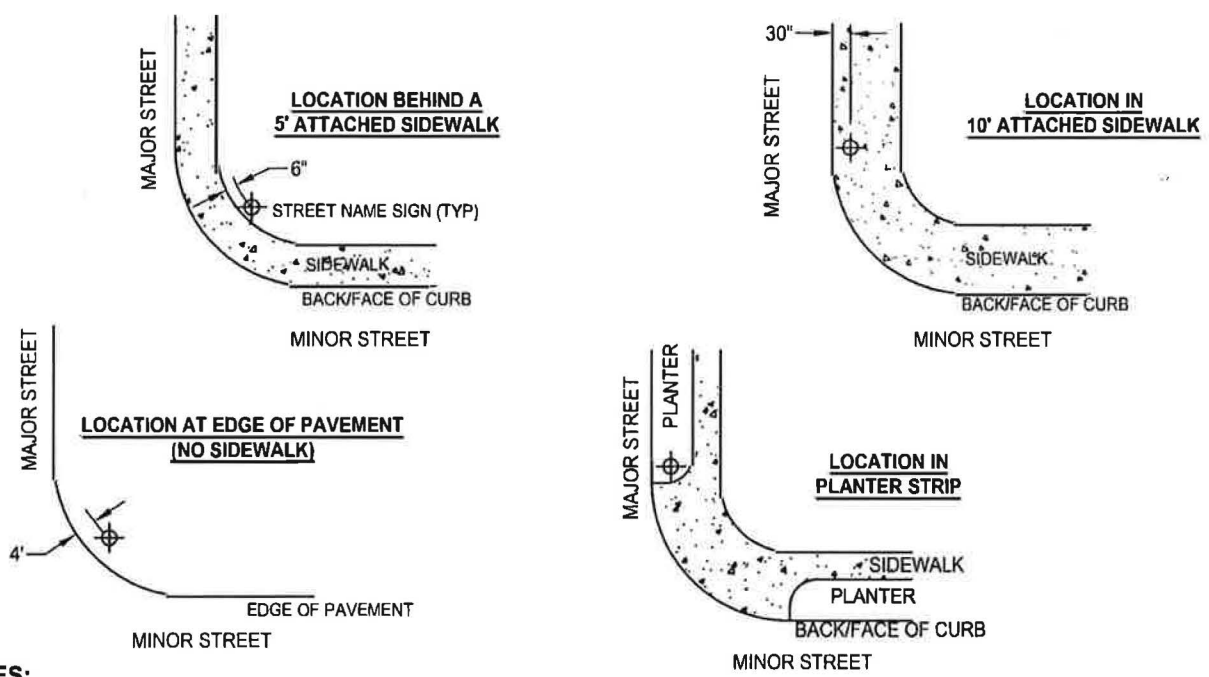 MAJOR STREET
LOCATION BEHIND A
5' ATTACHED SIDEWALK
6"
STREET NAME SIGN (TYP)
SIDEWALK
BACK/FACE OF CURB
MINOR STREET
30"
MAJOR STREET
LOCATION IN
10' ATTACHED SIDEWALK
SIDEWALK
BACK/FACE OF CURB
MINOR STREET
MAJOR STREET
LOCATION AT EDGE OF PAVEMENT
(NO SIDEWALK)
4'
EDGE OF PAVEMENT
MINOR STREET
MAJOR STREET
PLANTER
LOCATION IN
PLANTER STRIP
SIDEWALK
PLANTER
BACK/FACE OF CURB
MINOR STREET